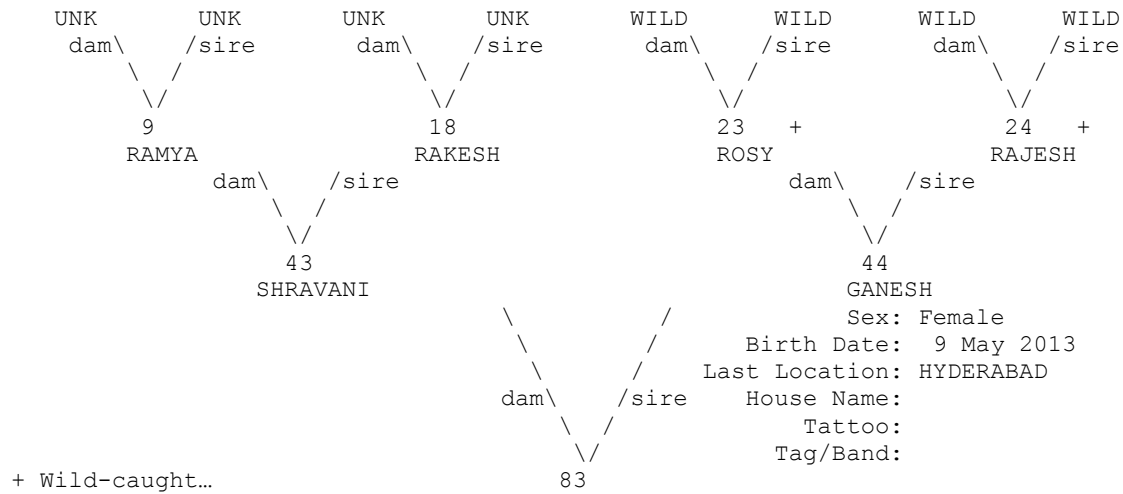 UNK UNK UNK UNK WILD WILD WILD WILD
dam\ /sire dam\ /sire dam\ /sire dam\ /sire
\ / \ / \ / \ /
\/ \/ \/ \/
9 18 23 + 24 +
RAMYA RAKESH ROSY RAJESH
dam\ /sire dam\ /sire
\ / \ /
\/ \/
43 44
SHRAVANI GANESH
\ / Sex: Female
\ / Birth Date: 9 May 2013
\ / Last Location: HYDERABAD
dam\ /sire House Name:
\ / Tattoo:
\/ Tag/Band:
+ Wild-caught… 83